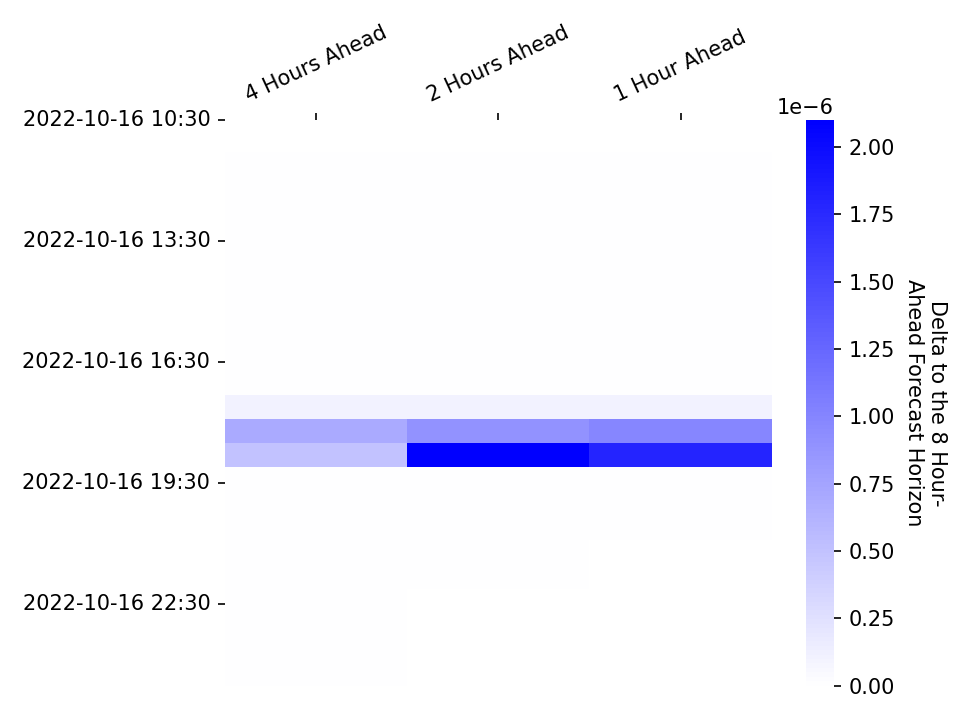 4 Hours Ahead
2 Hours Ahead
1 Hour Ahead
2022-10-16 10:30
2022-10-16 13:30
2022-10-16 16:30
2022-10-16 19:30
2022-10-16 22:30
1e−6
2.00
1.75
1.50
1.25
1.00
0.75
0.50
0.25
0.00
Delta to the 8 Hour-
Ahead Forecast Horizon